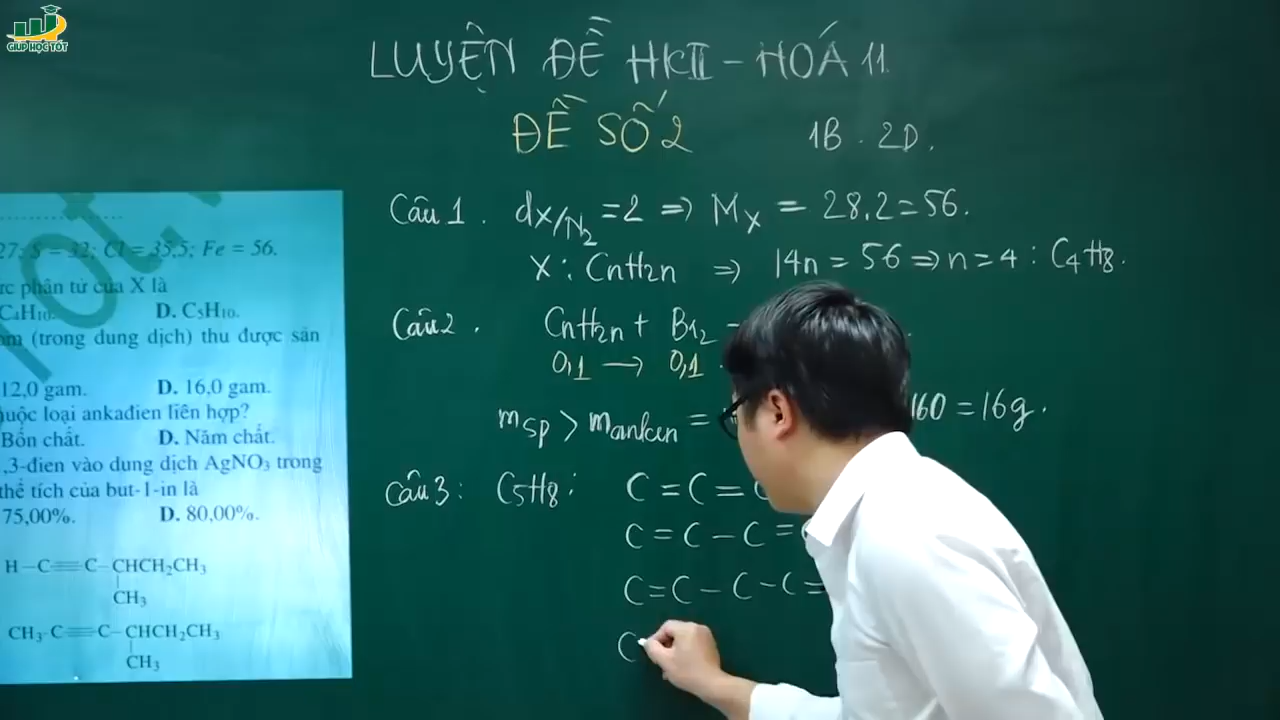 GIUP HỌC TỐT
LUYỆN ĐỀ HKII - HOÁ 11
ĐỀ SỐ 2
1B . 2D.
Câu 1. dX/N₂ = 2 => MX = 28.2 = 56.
X : CnH2n => 14n = 56 => n = 4 : C₄H₈.
Câu 2. CnH2n + Br₂
0,1 → 0,1
msp > manken = 160 = 16g.
Câu 3 : C₅H₈ : C = C = C
C = C - C =
C = C - C - C =
C
27; S = 32; Cl = 35,5; Fe = 56.
phân tử của X là
C₄H₁₀. D. C₅H₁₀.
(trong dung dịch) thu được sản
12,0 gam. D. 16,0 gam.
thuộc loại ankađien liên hợp?
Bốn chất. D. Năm chất.
,3-đien vào dung dịch AgNO₃ trong
thể tích của but-1-in là
75,00%. D. 80,00%.
H-C≡C-CHCH₂CH₃
CH₃
CH₃-C≡C-CHCH₂CH₃
CH₃